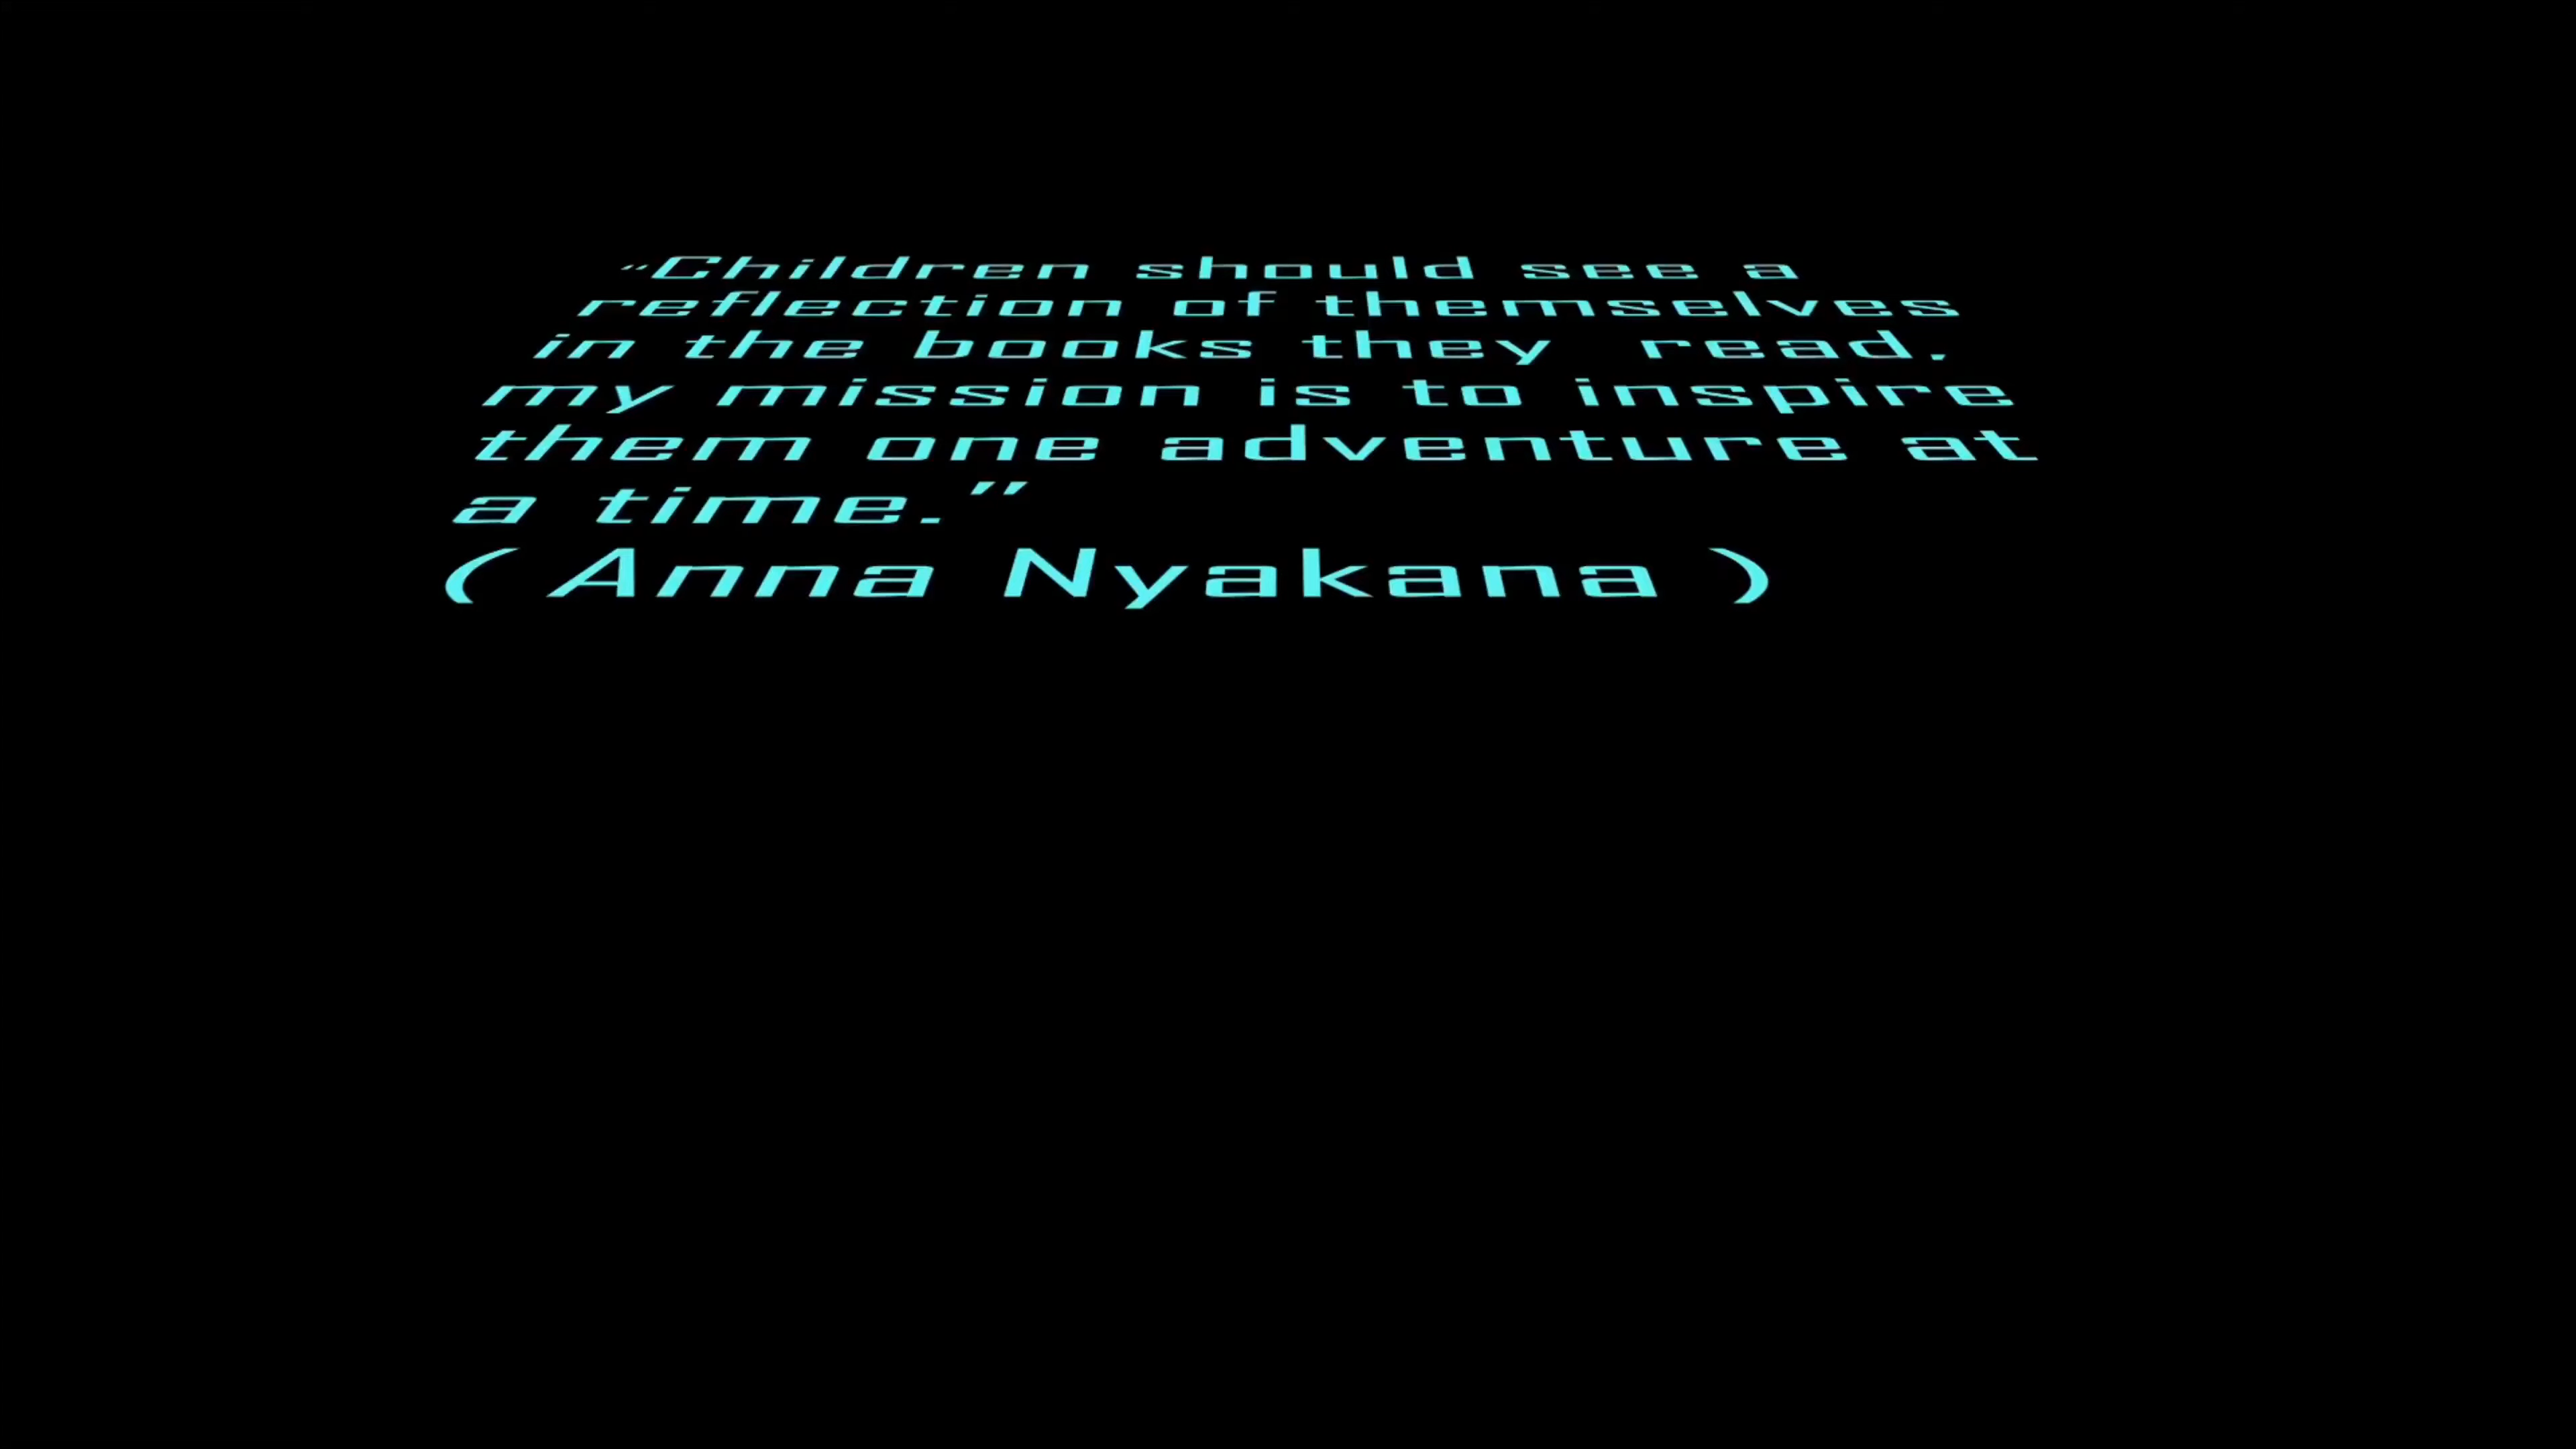 “Children should see a
reflection of themselves
in the books they read.
my mission is to inspire
them one adventure at
a time.”
( Anna Nyakana )